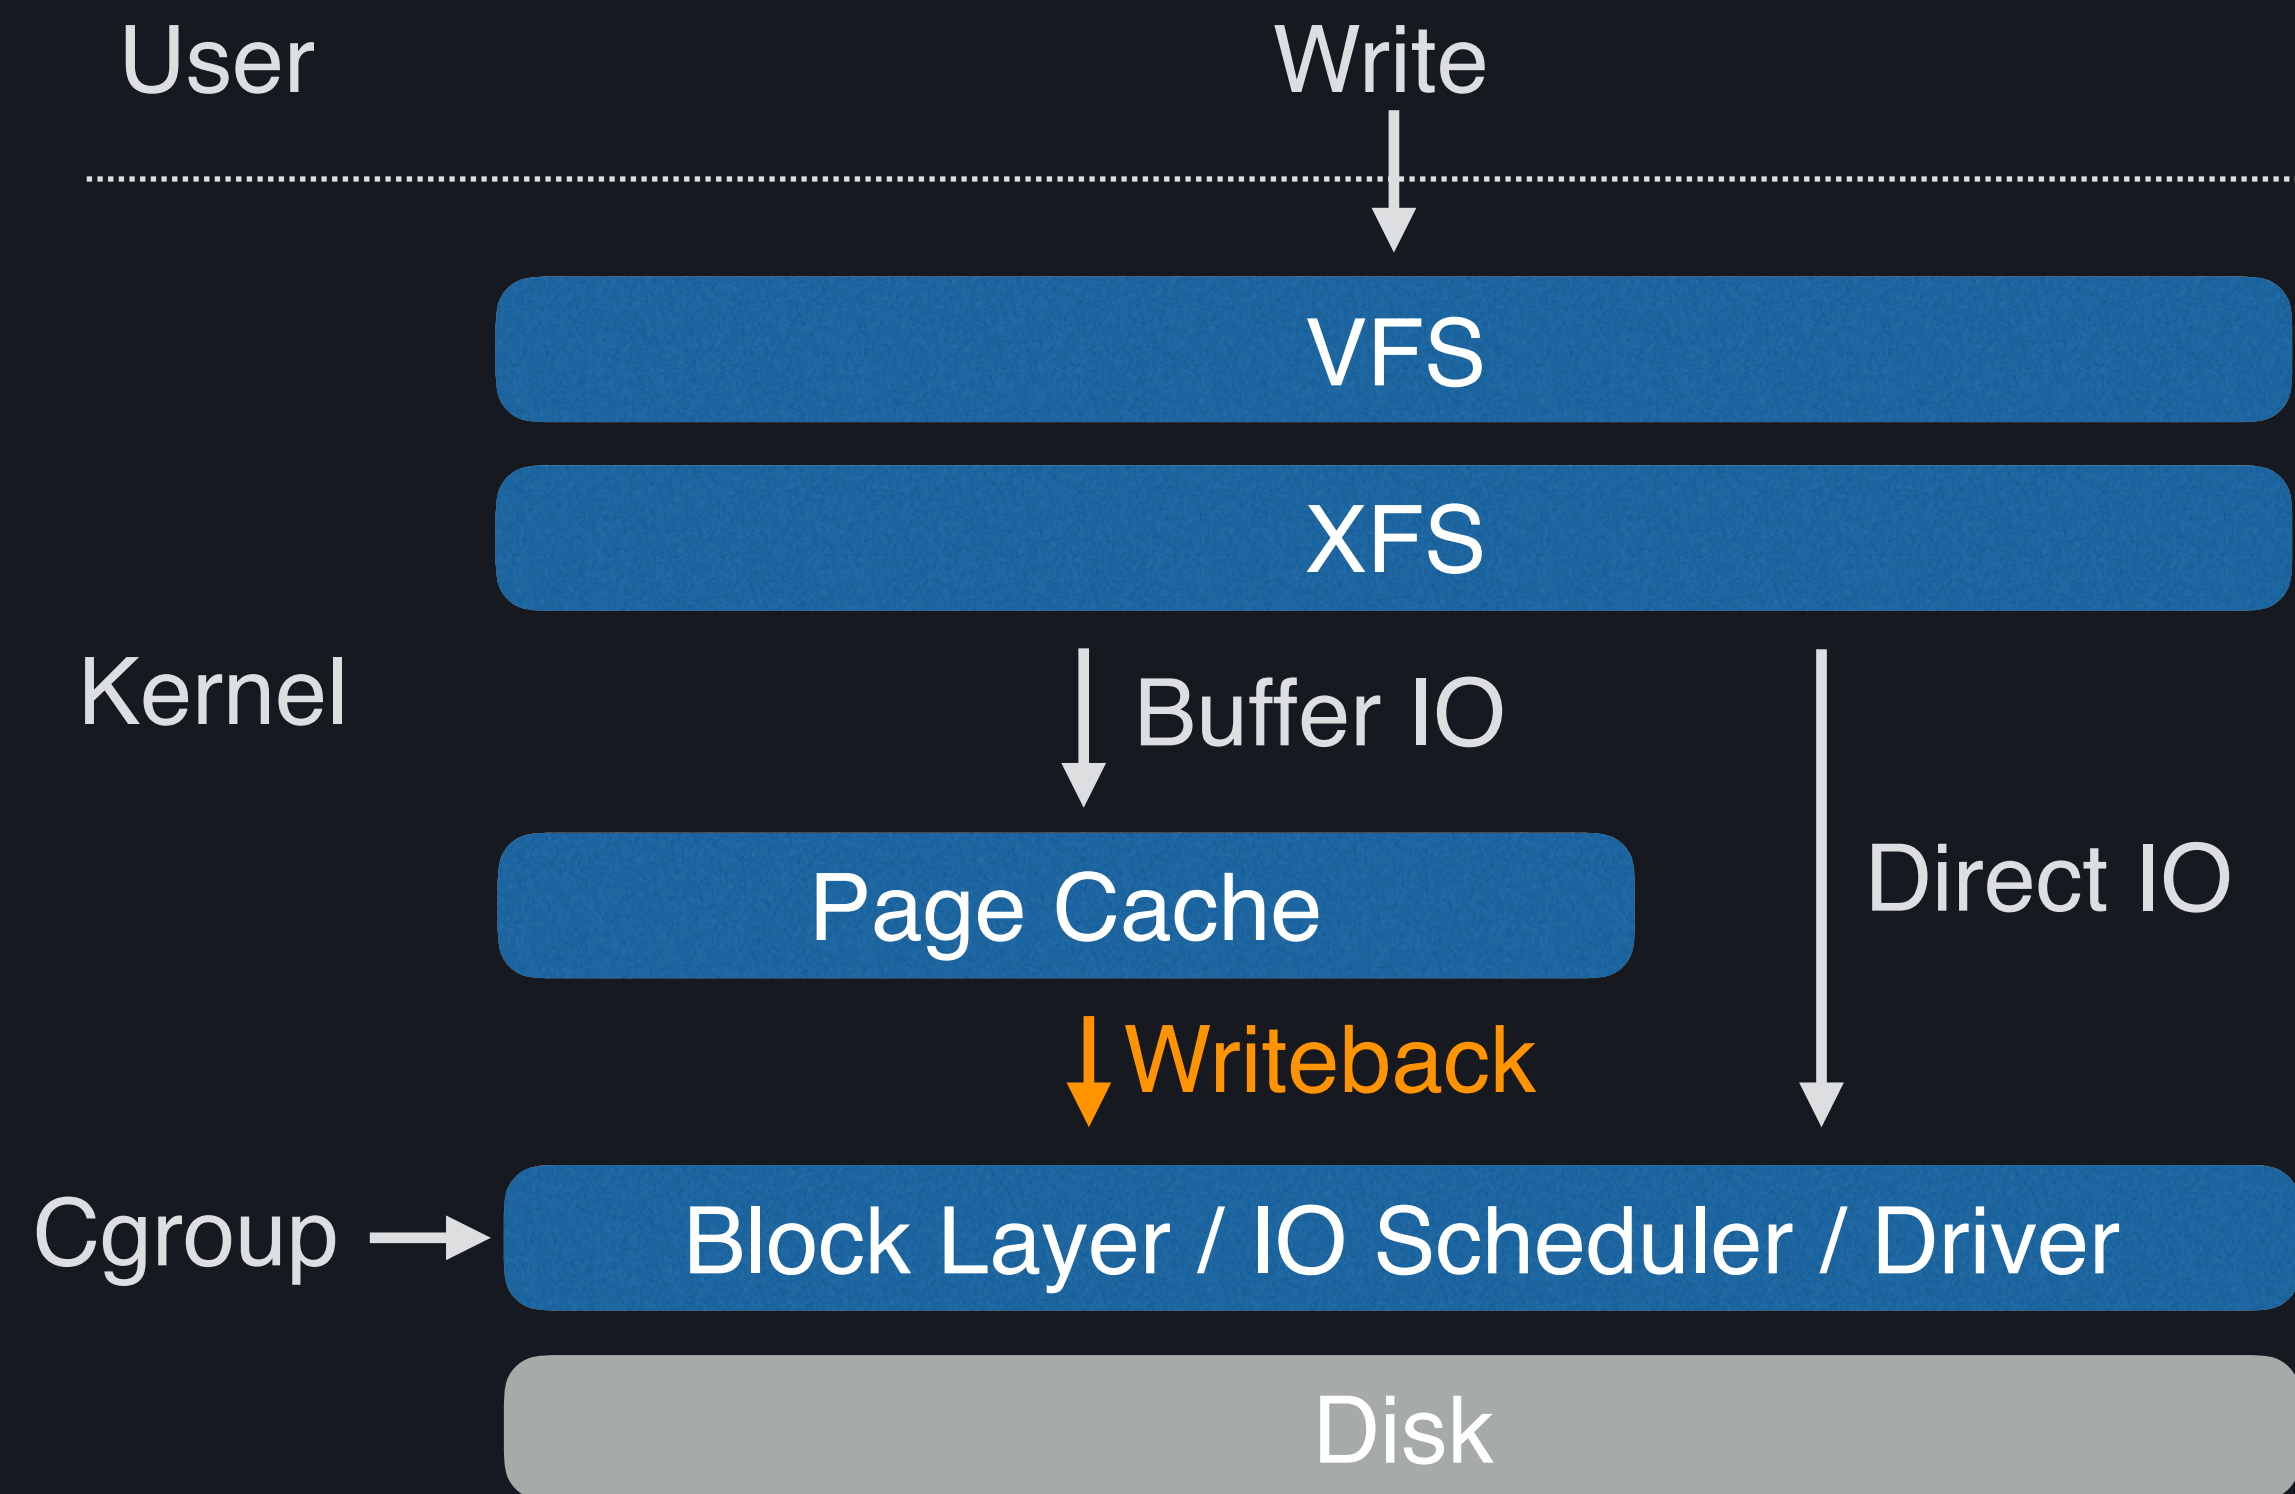 User
Write
VFS
XFS
Kernel
Buffer IO
Direct IO
Page Cache
Writeback
Cgroup
Block Layer / IO Scheduler / Driver
Disk